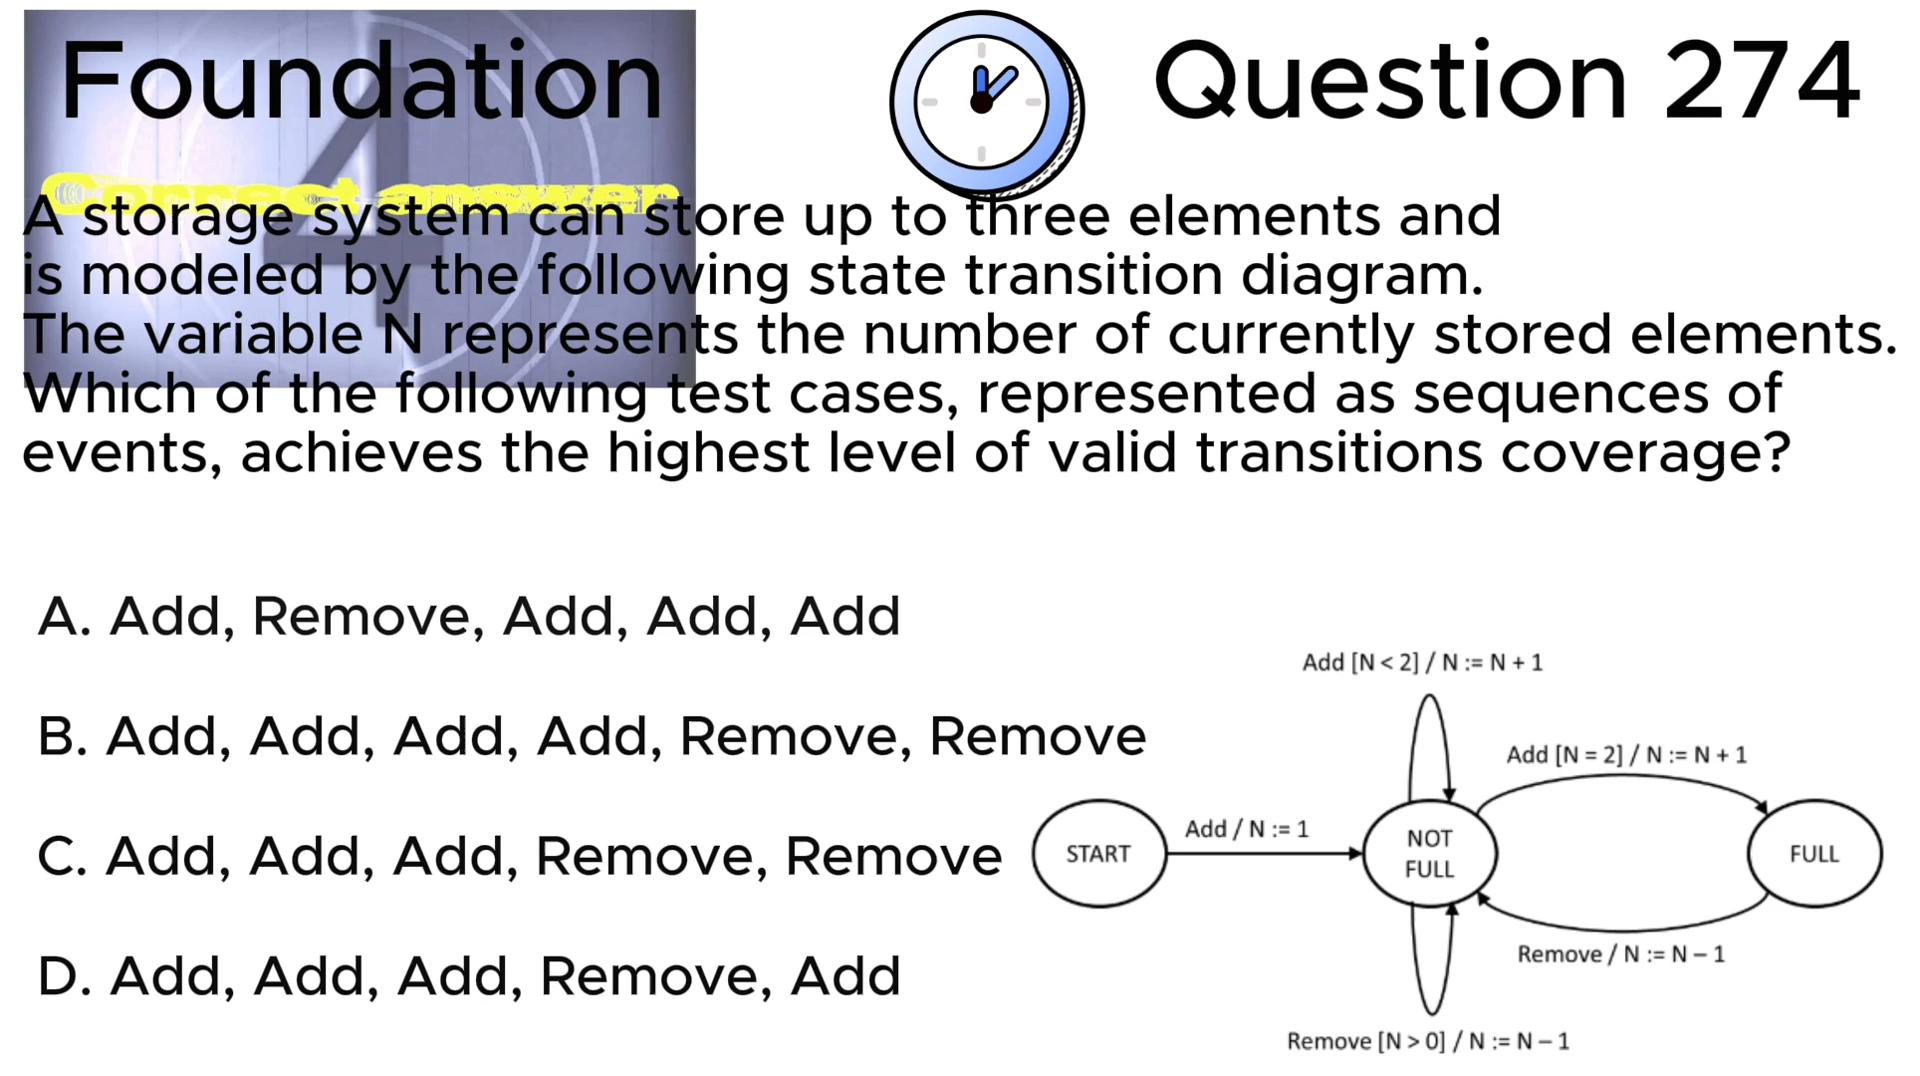 Foundation
Question 274
Correct answer
A storage system can store up to three elements and
is modeled by the following state transition diagram.
The variable N represents the number of currently stored elements.
Which of the following test cases, represented as sequences of
events, achieves the highest level of valid transitions coverage?
A. Add, Remove, Add, Add, Add
B. Add, Add, Add, Add, Remove, Remove
C. Add, Add, Add, Remove, Remove
D. Add, Add, Add, Remove, Add
Add [N < 2] / N := N + 1
Add [N = 2] / N := N + 1
START
Add / N := 1
NOT
FULL
FULL
Remove / N := N – 1
Remove [N > 0] / N := N – 1
4